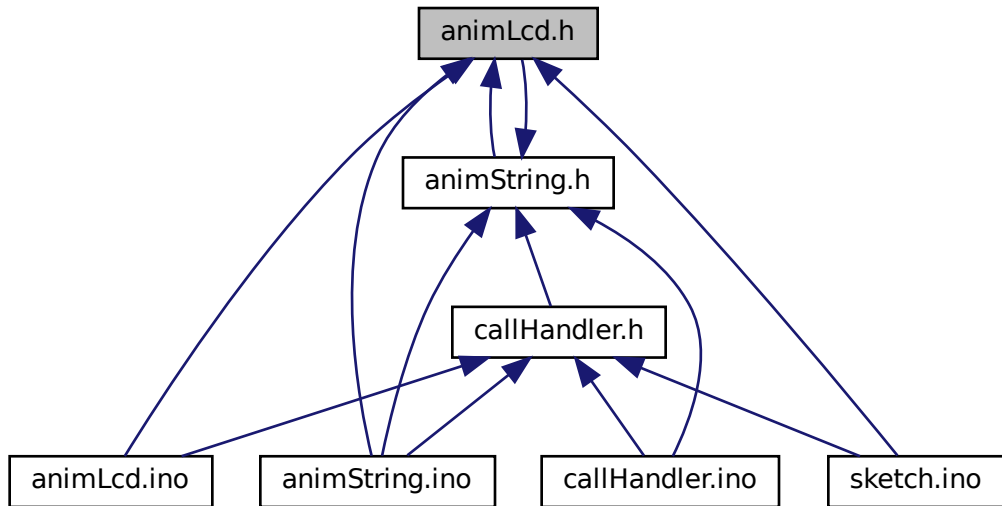 animLcd.h
animString.h
callHandler.h
animLcd.ino
animString.ino
callHandler.ino
sketch.ino